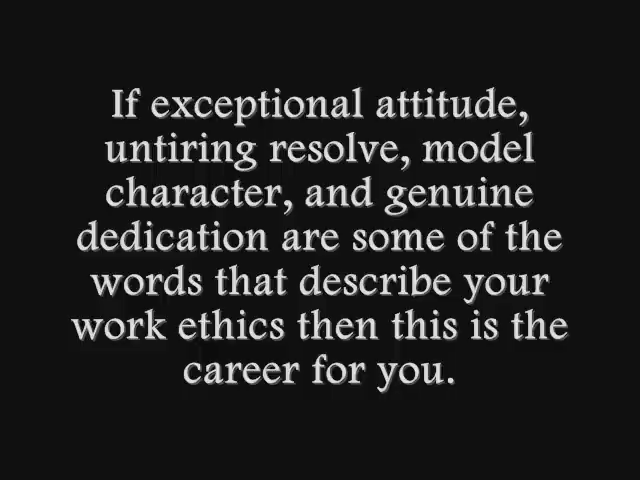 If exceptional attitude,
untiring resolve, model
character, and genuine
dedication are some of the
words that describe your
work ethics then this is the
career for you.